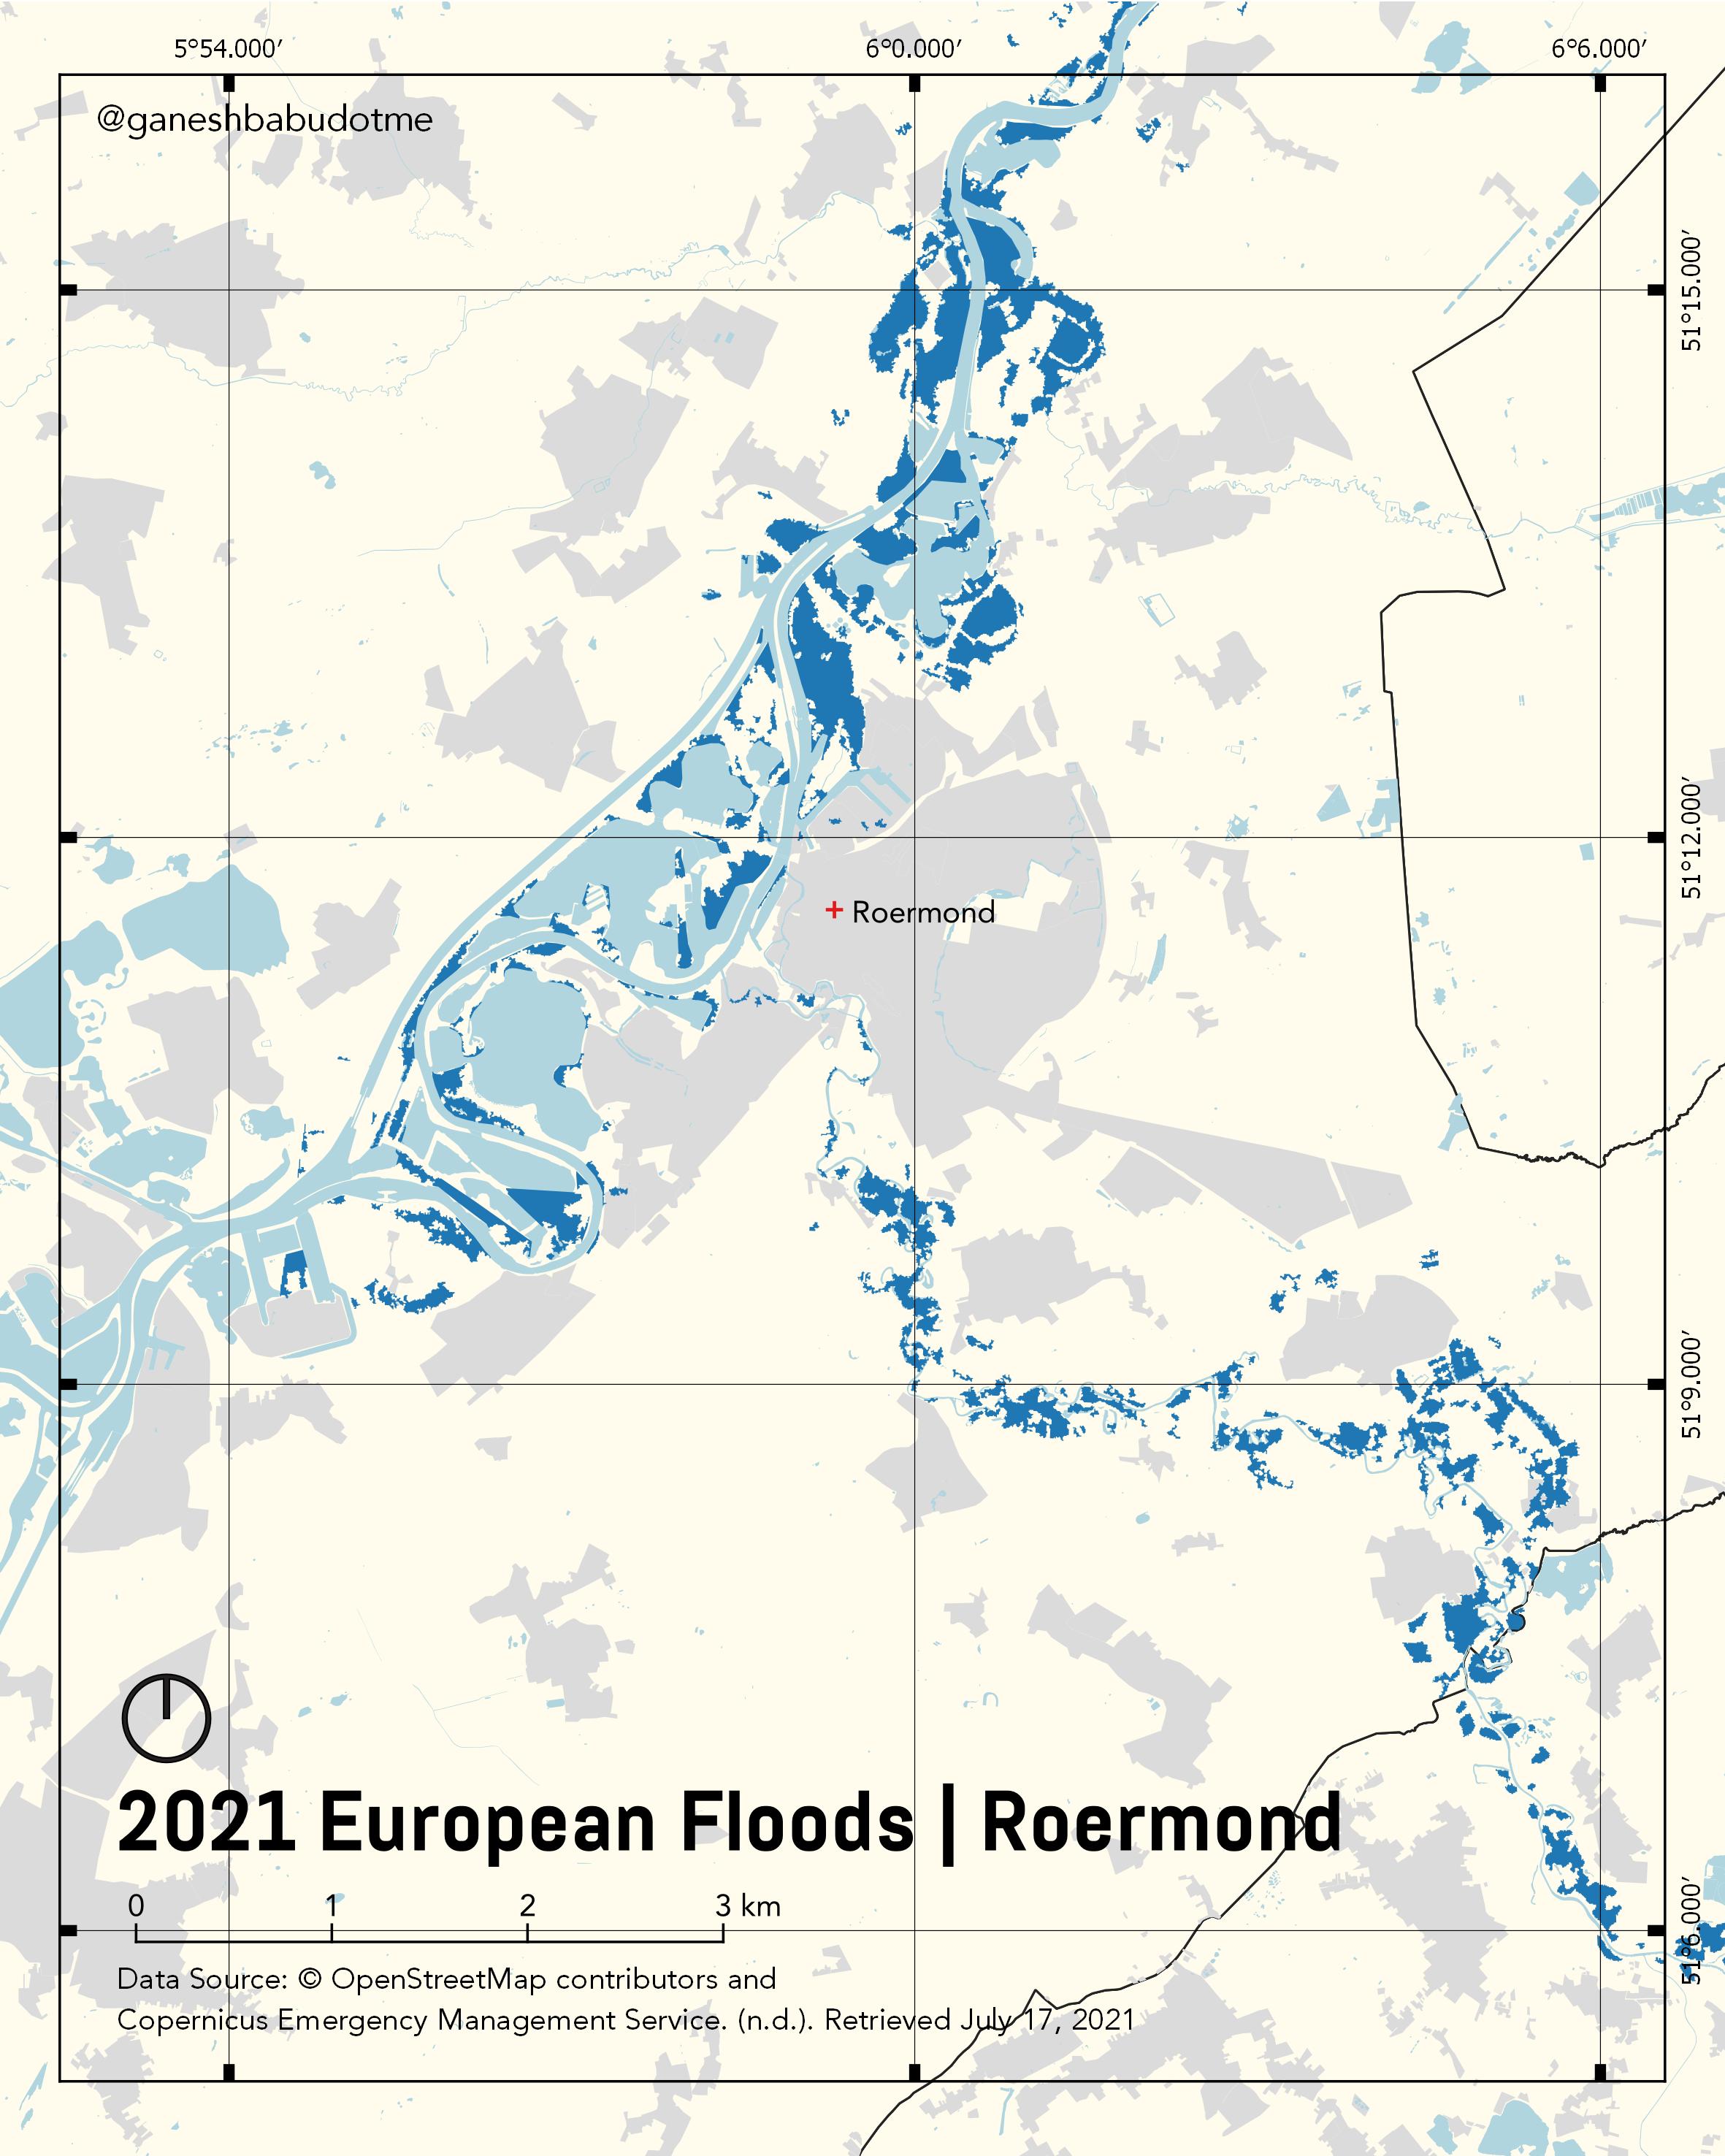 5°54.000′ 6°0.000′ 6°6.000′
@ganeshbabudotme
51°15.000′
51°12.000′
+ Roermond
51°9.000′
2021 European Floods | Roermond
0 1 2 3 km
51°6.000′
Data Source: © OpenStreetMap contributors and
Copernicus Emergency Management Service. (n.d.). Retrieved July 17, 2021